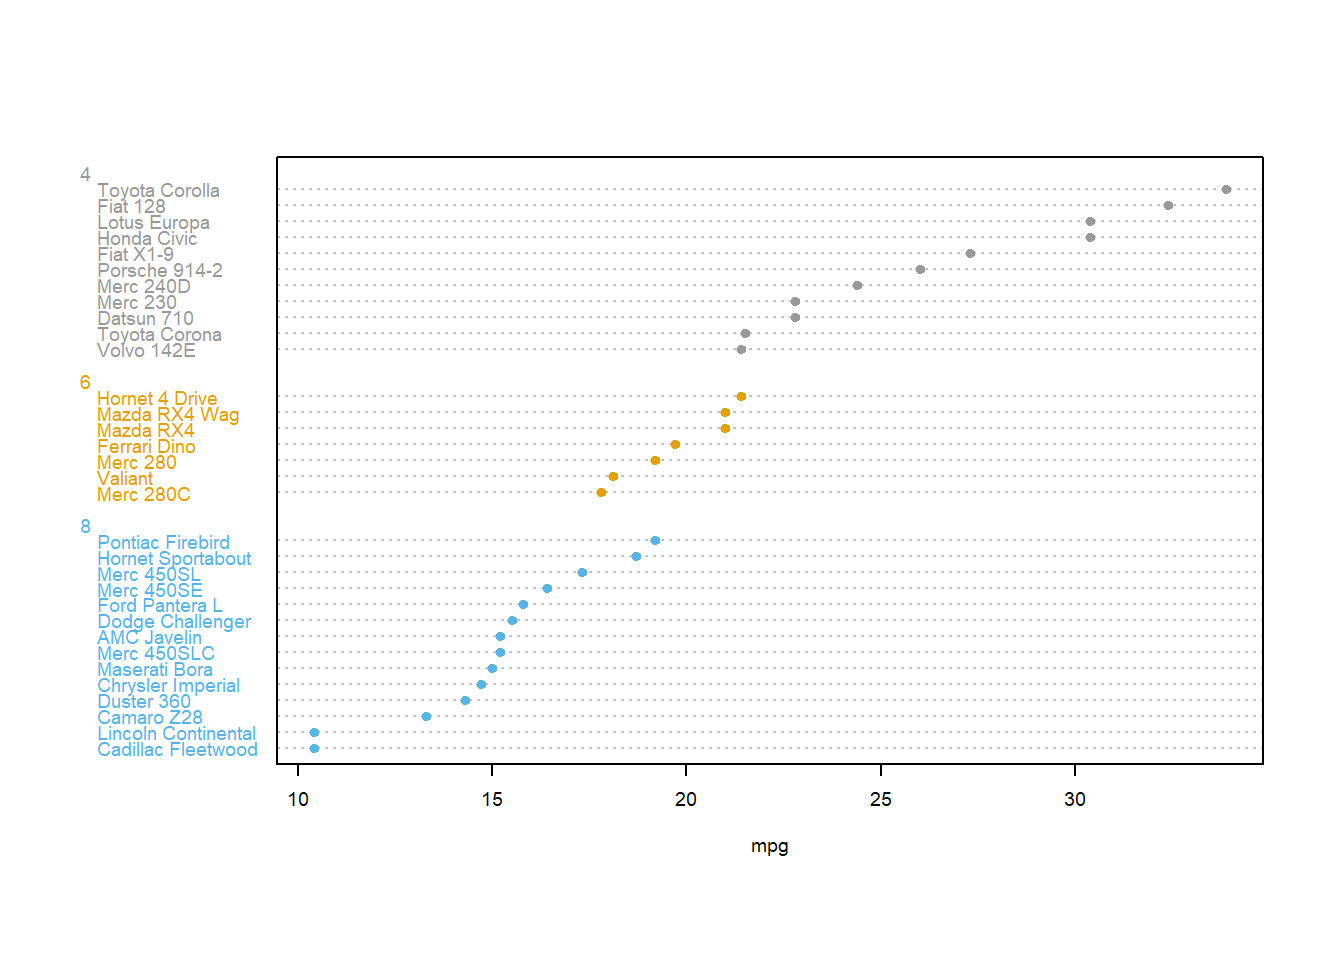 4
Toyota Corolla
Fiat 128
Lotus Europa
Honda Civic
Fiat X1-9
Porsche 914-2
Merc 240D
Merc 230
Datsun 710
Toyota Corona
Volvo 142E
6
Hornet 4 Drive
Mazda RX4 Wag
Mazda RX4
Ferrari Dino
Merc 280
Valiant
Merc 280C
8
Pontiac Firebird
Hornet Sportabout
Merc 450SL
Merc 450SE
Ford Pantera L
Dodge Challenger
AMC Javelin
Merc 450SLC
Maserati Bora
Chrysler Imperial
Duster 360
Camaro Z28
Lincoln Continental
Cadillac Fleetwood
10 15 20 25 30
mpg